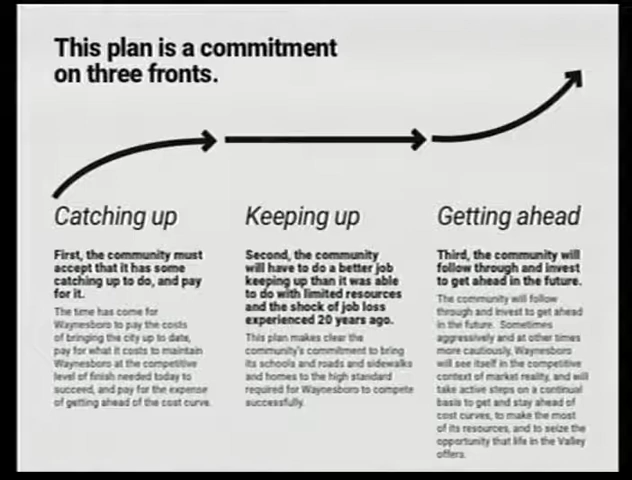 This plan is a commitment
on three fronts.
Catching up
First, the community must
accept that it has some
catching up to do, and pay
for it.
The time has come for
Waynesboro to pay the costs
of bringing the city up to date,
pay for what it costs to maintain
Waynesboro at the competitive
level of finish needed today to
succeed, and pay for the expense
of getting ahead of the cost curve.
Keeping up
Second, the community
will have to do a better job
keeping up than it was able
to do with limited resources
and the shock of job loss
experienced 20 years ago.
This plan makes clear the
community's commitment to bring
its schools and roads and sidewalks
and homes to the high standard
required for Waynesboro to compete
successfully.
Getting ahead
Third, the community will
follow through and invest
to get ahead in the future.
The community will follow
through and invest to get ahead
in the future. Sometimes
aggressively and at other times
more cautiously, Waynesboro
will see itself in the competitive
context of market reality, and will
take active steps on a continual
basis to get and stay ahead of
cost curves, to make the most
of its resources, and to seize the
opportunity that life in the Valley
offers.